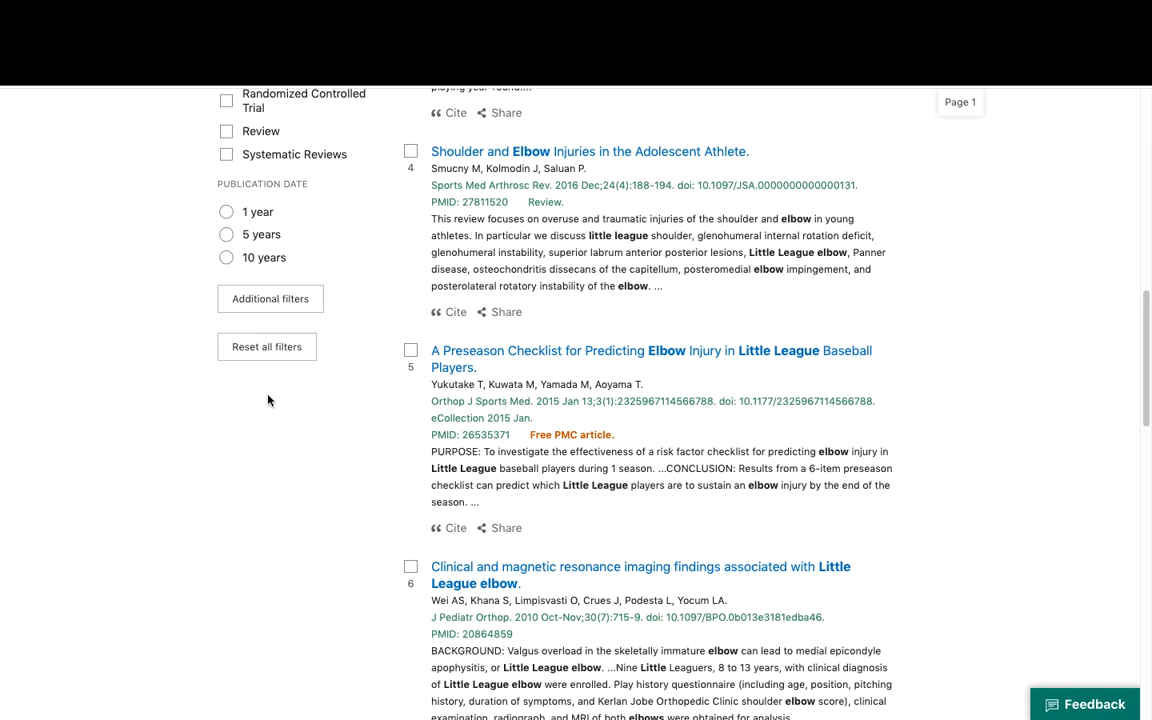 Randomized Controlled
Trial
Review
Systematic Reviews
PUBLICATION DATE
1 year
5 years
10 years
Additional filters
Reset all filters
playing year round....
Cite Share
Page 1
Shoulder and Elbow Injuries in the Adolescent Athlete.
4
Smucny M, Kolmodin J, Saluan P.
Sports Med Arthrosc Rev. 2016 Dec;24(4):188-194. doi: 10.1097/JSA.0000000000000131.
PMID: 27811520 Review.
This review focuses on overuse and traumatic injuries of the shoulder and elbow in young
athletes. In particular we discuss little league shoulder, glenohumeral internal rotation deficit,
glenohumeral instability, superior labrum anterior posterior lesions, Little League elbow, Panner
disease, osteochondritis dissecans of the capitellum, posteromedial elbow impingement, and
posterolateral rotatory instability of the elbow. ...
Cite Share
A Preseason Checklist for Predicting Elbow Injury in Little League Baseball
Players.
5
Yukutake T, Kuwata M, Yamada M, Aoyama T.
Orthop J Sports Med. 2015 Jan 13;3(1):2325967114566788. doi: 10.1177/2325967114566788.
eCollection 2015 Jan.
PMID: 26535371 Free PMC article.
PURPOSE: To investigate the effectiveness of a risk factor checklist for predicting elbow injury in
Little League baseball players during 1 season. ...CONCLUSION: Results from a 6-item preseason
checklist can predict which Little League players are to sustain an elbow injury by the end of the
season. ...
Cite Share
Clinical and magnetic resonance imaging findings associated with Little
League elbow.
6
Wei AS, Khana S, Limpisvasti O, Crues J, Podesta L, Yocum LA.
J Pediatr Orthop. 2010 Oct-Nov;30(7):715-9. doi: 10.1097/BPO.0b013e3181edba46.
PMID: 20864859
BACKGROUND: Valgus overload in the skeletally immature elbow can lead to medial epicondyle
apophysitis, or Little League elbow. ...Nine Little Leaguers, 8 to 13 years, with clinical diagnosis
of Little League elbow were enrolled. Play history questionnaire (including age, position, pitching
history, duration of symptoms, and Kerlan Jobe Orthopedic Clinic shoulder elbow score), clinical
examination, radiograph, and MRI of both elbows were obtained for analysis.
Feedback